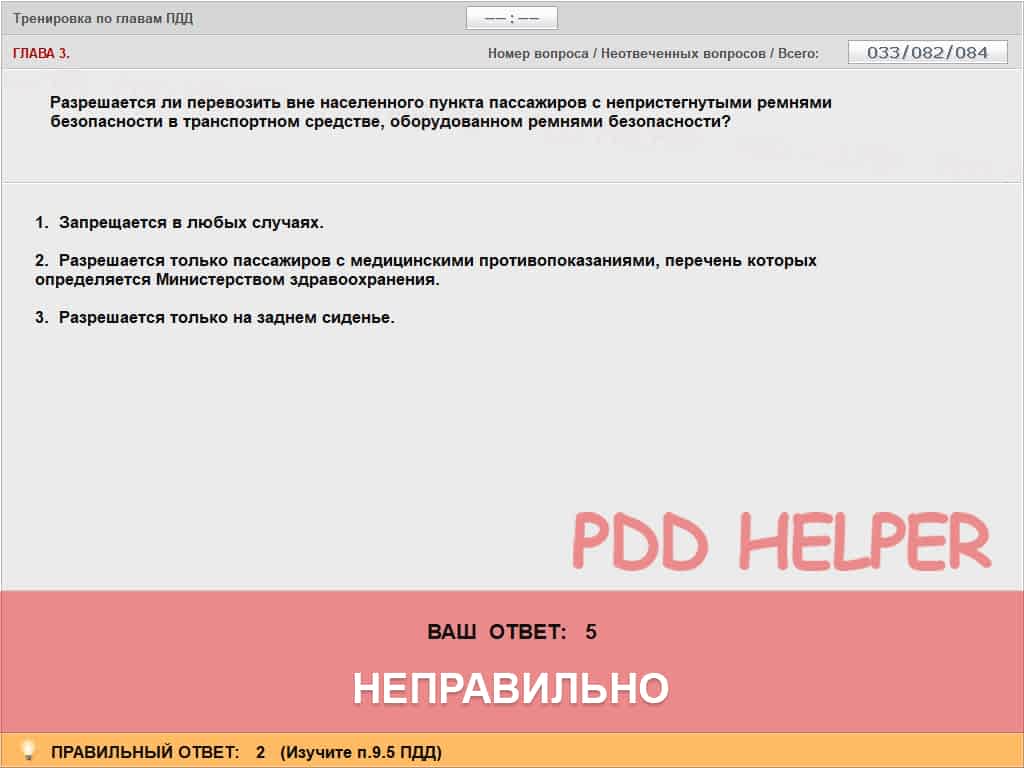 Тренировка по главам ПДД
—— : ——
ГЛАВА 3.
Номер вопроса / Неотвеченных вопросов / Всего:
033/082/084
Разрешается ли перевозить вне населенного пункта пассажиров с непристегнутыми ремнями
безопасности в транспортном средстве, оборудованном ремнями безопасности?
1. Запрещается в любых случаях.
2. Разрешается только пассажиров с медицинскими противопоказаниями, перечень которых
определяется Министерством здравоохранения.
3. Разрешается только на заднем сиденье.
PDD HELPER
ВАШ ОТВЕТ: 5
НЕПРАВИЛЬНО
ПРАВИЛЬНЫЙ ОТВЕТ: 2 (Изучите п.9.5 ПДД)